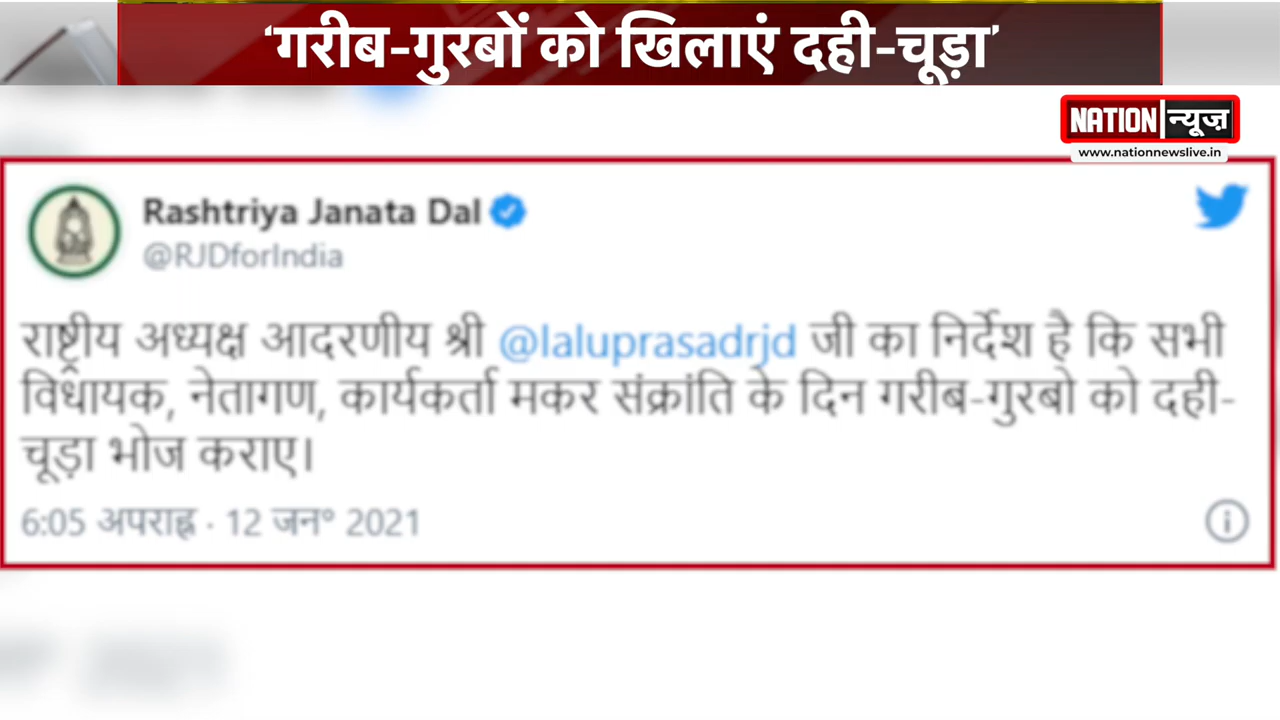 ‘गरीब-गुरबों को खिलाएं दही-चूड़ा’
NATION न्यूज़
www.nationnewslive.in
Rashtriya Janata Dal
@RJDforIndia
राष्ट्रीय अध्यक्ष आदरणीय श्री @laluprasadrjd जी का निर्देश है कि सभी
विधायक, नेतागण, कार्यकर्ता मकर संक्रांति के दिन गरीब-गुरबो को दही-
चूड़ा भोज कराए।
6:05 अपराह्न · 12 जन॰ 2021